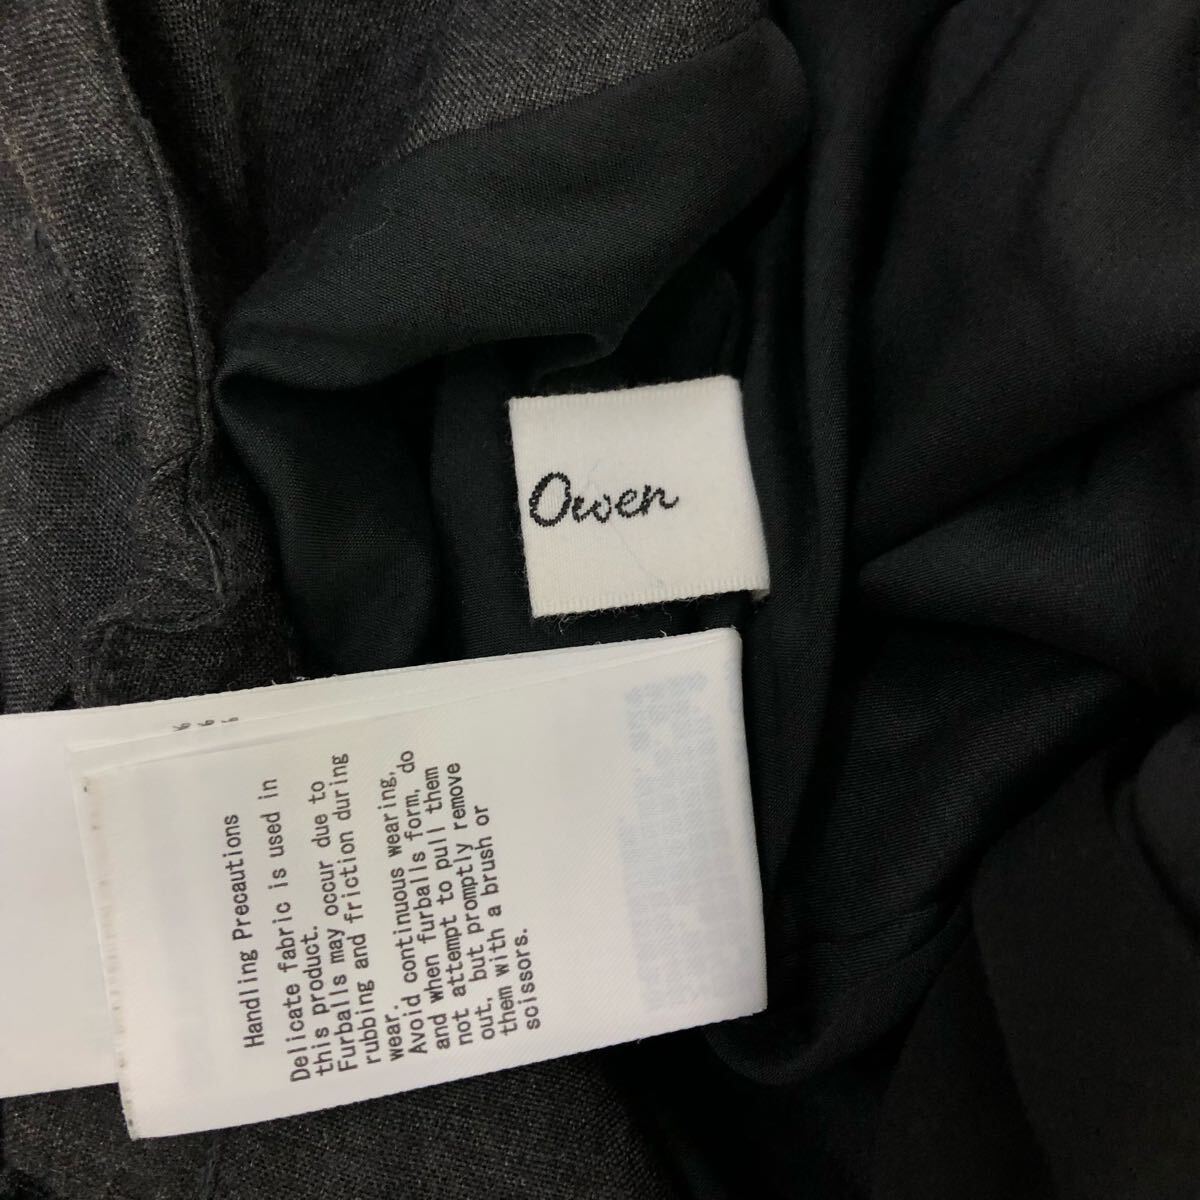 Owen
Handling Precautions
Delicate fabric is used in
this product.
Furballs may occur due to
rubbing and friction during
wear.
Avoid continuous wearing,
and when furballs form, do
not attempt to pull them
out, but promptly remove
them with a brush or
scissors.